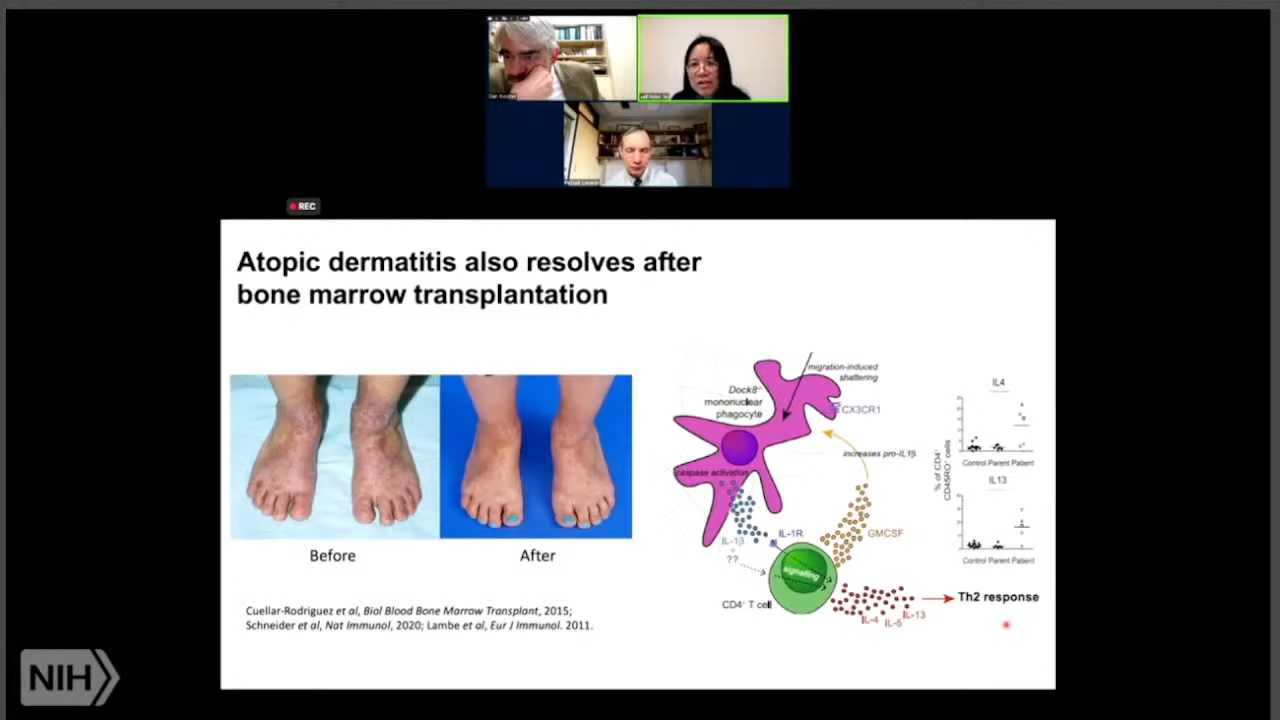 REC
Atopic dermatitis also resolves after
bone marrow transplantation
Before
After
Cuellar-Rodriguez et al, Biol Blood Bone Marrow Transplant, 2015;
Schneider et al, Nat Immunol, 2020; Lambe et al, Eur J Immunol. 2011.
migration-induced
shattering
Dock8-/-
mononuclear
phagocyte
CX3CR1
caspase activation
increases pro-IL1β
IL-1R
IL-1β
+
??
GMCSF
signalling
CD4+ T cell
IL-4
IL-5
IL-13
Th2 response
IL4
% of CD4+
CD45RO+ cells
Control Parent Patient
IL13
Control Parent Patient
NIH